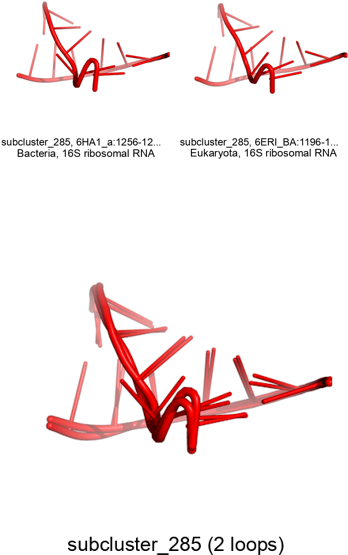 subcluster_285, 6HA1_a:1256-12...
Bacteria, 16S ribosomal RNA
subcluster_285, 6ERI_BA:1196-1...
Eukaryota, 16S ribosomal RNA
subcluster_285 (2 loops)